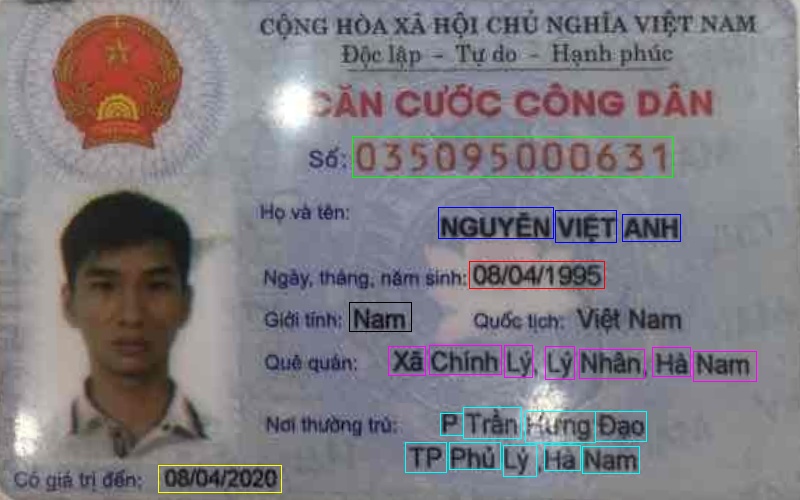 CỘNG HÒA XÃ HỘI CHỦ NGHĨA VIỆT NAM
Độc lập - Tự do - Hạnh phúc
CĂN CƯỚC CÔNG DÂN
Số: 035095000631
Họ và tên: NGUYỄN VIỆT ANH
Ngày, tháng, năm sinh: 08/04/1995
Giới tính: Nam Quốc tịch: Việt Nam
Quê quán: Xã Chính Lý, Lý Nhân, Hà Nam
Nơi thường trú: P Trần Hưng Đạo
TP Phủ Lý, Hà Nam
Có giá trị đến: 08/04/2020